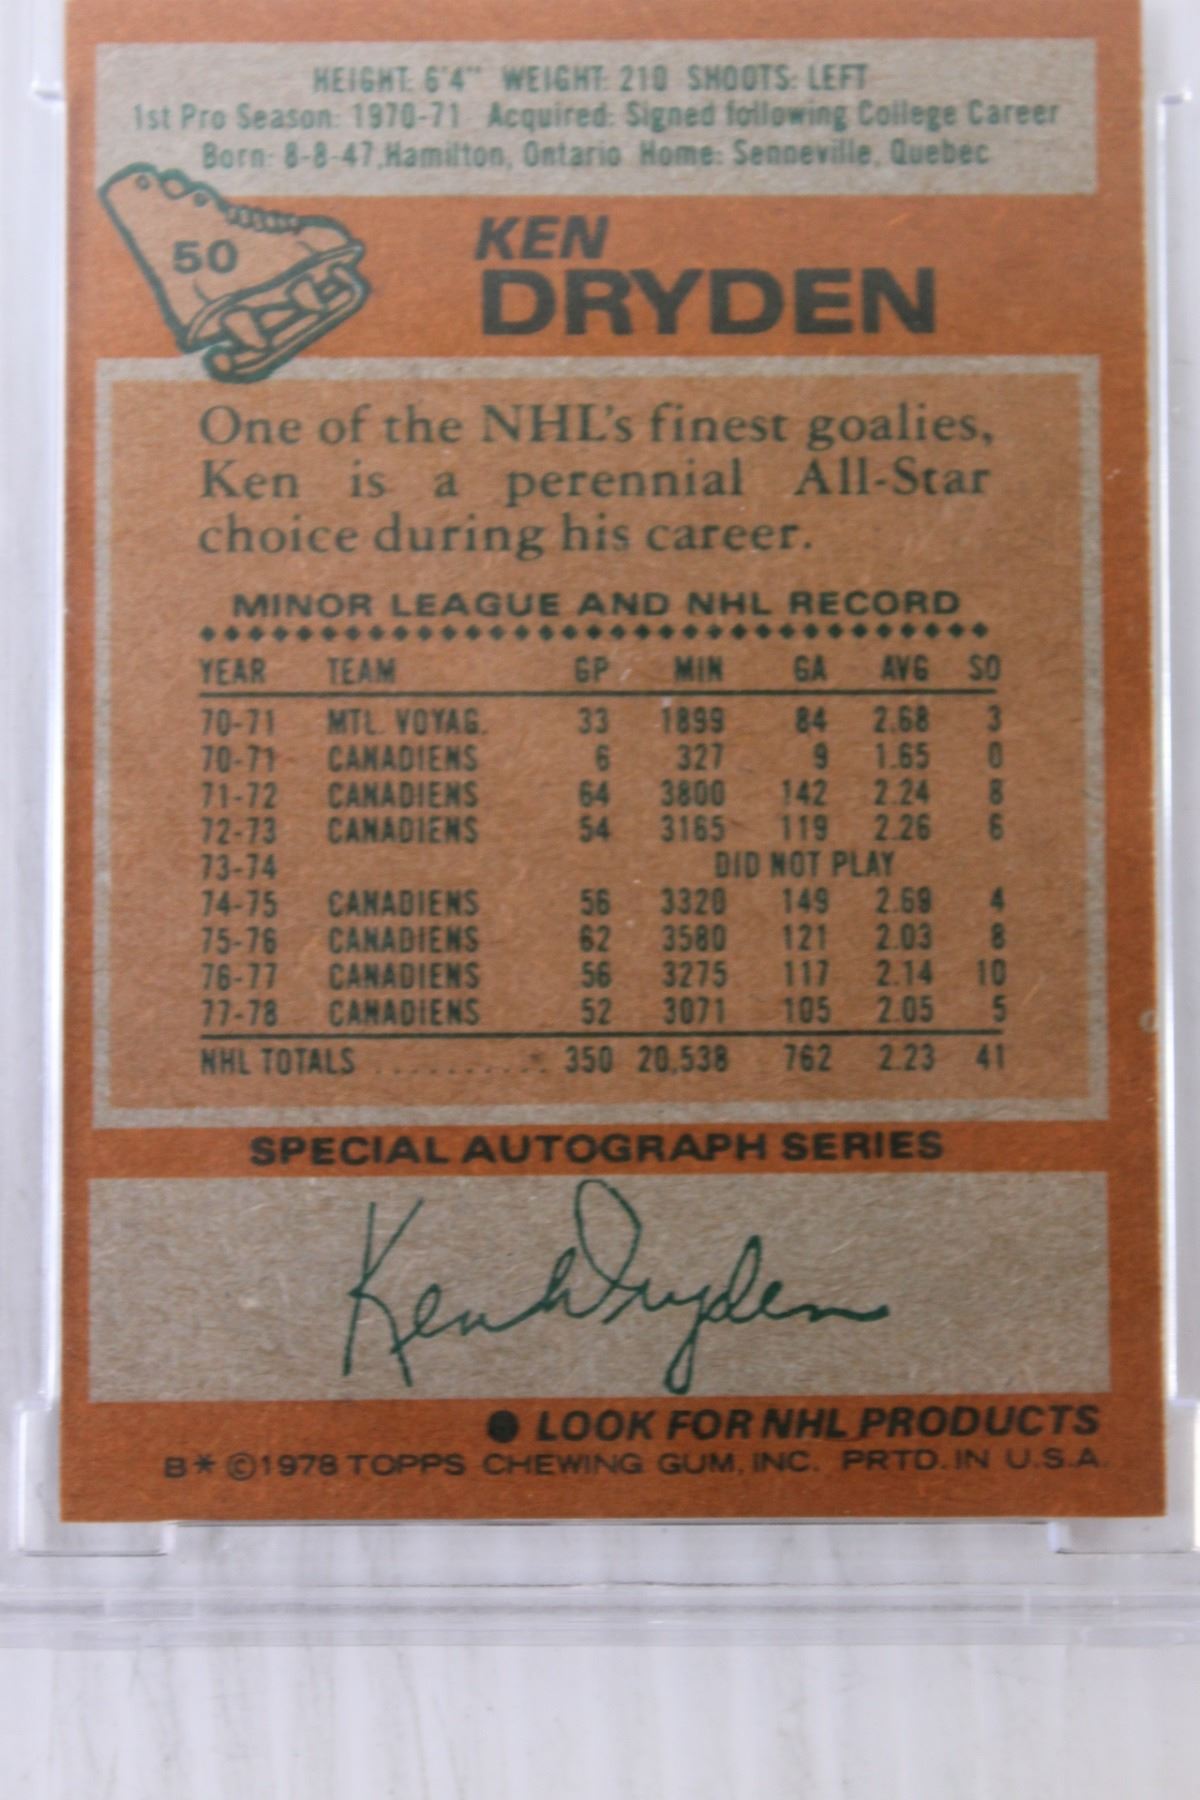 HEIGHT: 6'4" WEIGHT: 210 SHOOTS: LEFT
1st Pro Season: 1970-71 Acquired: Signed following College Career
Born: 8-8-47, Hamilton, Ontario Home: Senneville, Quebec
50
KEN
DRYDEN
One of the NHL's finest goalies,
Ken is a perennial All-Star
choice during his career.
MINOR LEAGUE AND NHL RECORD
YEAR TEAM GP MIN GA AVG SO
70-71 MTL. VOYAG. 33 1899 84 2.68 3
70-71 CANADIENS 6 327 9 1.65 0
71-72 CANADIENS 64 3800 142 2.24 8
72-73 CANADIENS 54 3165 119 2.26 6
73-74 DID NOT PLAY
74-75 CANADIENS 56 3320 149 2.69 4
75-76 CANADIENS 62 3580 121 2.03 8
76-77 CANADIENS 56 3275 117 2.14 10
77-78 CANADIENS 52 3071 105 2.05 5
NHL TOTALS .......... 350 20,538 762 2.23 41
SPECIAL AUTOGRAPH SERIES
Ken Dryden
● LOOK FOR NHL PRODUCTS
B* ©1978 TOPPS CHEWING GUM, INC. PRTD. IN U.S.A.